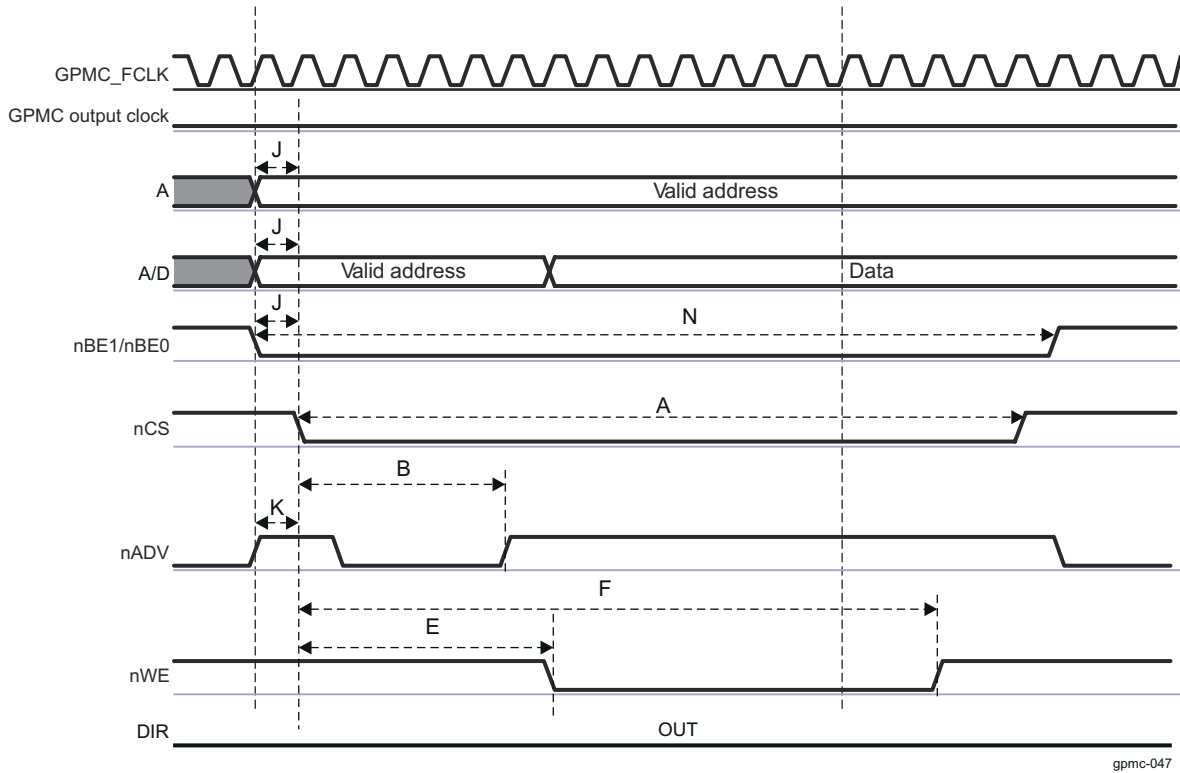 GPMC_FCLK
GPMC output clock
J
A
Valid address
J
A/D
Valid address
Data
J
N
nBE1/nBE0
A
nCS
B
K
nADV
F
E
nWE
DIR
OUT
gpmc-047